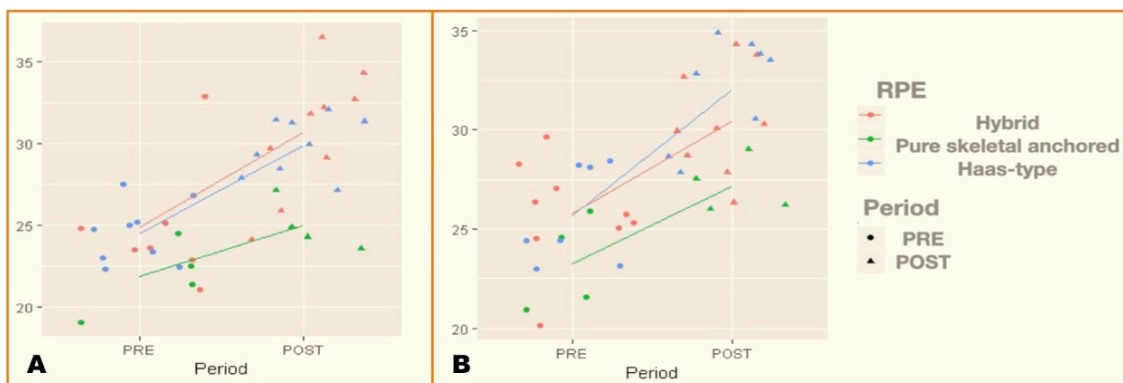 35
30
25
20
PRE
POST
Period
A
35
30
25
20
PRE
POST
Period
B
RPE
Hybrid
Pure skeletal anchored
Haas-type
Period
PRE
POST